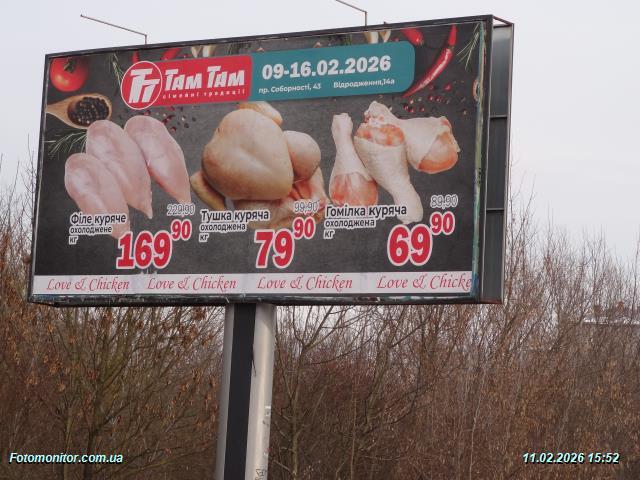 ТАМ ТАМ
сімейні традиції
09-16.02.2026
пр. Соборності, 43 Відродження,14а
Філе куряче
охолоджене
кг
229,90
169 90
Тушка куряча
охолоджена
кг
99,90
79 90
Гомілка куряча
охолоджена
кг
89,90
69 90
Love & Chicken Love & Chicken Love & Chicken Love & Chicke
Fotomonitor.com.ua
11.02.2026 15:52